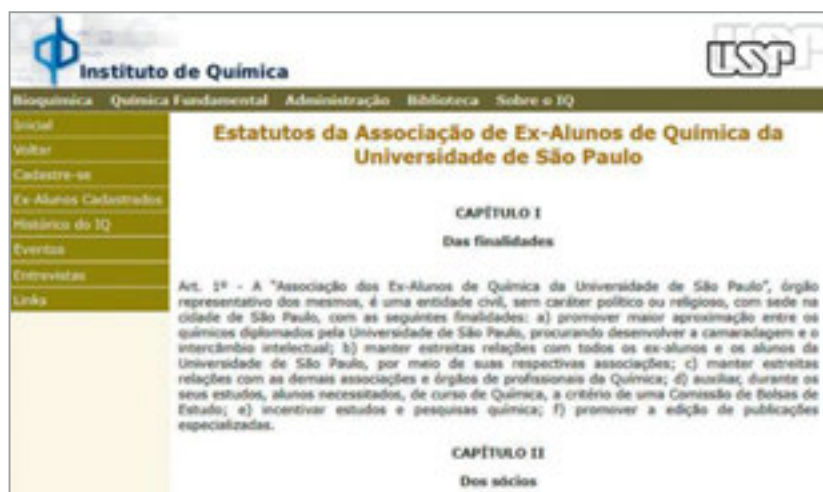 Instituto de Química
USP
Bioquímica Química Fundamental Administração Biblioteca Sobre o IQ
Inicial
Voltar
Cadastre-se
Ex-Alunos Cadastrados
Histórico do IQ
Eventos
Entrevistas
Links
Estatutos da Associação de Ex-Alunos de Química da
Universidade de São Paulo
CAPÍTULO I
Das finalidades
Art. 1º - A "Associação dos Ex-Alunos de Química da Universidade de São Paulo", órgão
representativo dos mesmos, é uma entidade civil, sem caráter político ou religioso, com sede na
cidade de São Paulo, com as seguintes finalidades: a) promover maior aproximação entre os
químicos diplomados pela Universidade de São Paulo, procurando desenvolver a camaradagem e o
intercâmbio intelectual; b) manter estreitas relações com todos os ex-alunos e os alunos da
Universidade de São Paulo, por meio de suas respectivas associações; c) manter estreitas
relações com as demais associações e órgãos de profissionais da Química; d) auxiliar, durante os
seus estudos, alunos necessitados, de curso de Química, a critério de uma Comissão de Bolsas de
Estudo; e) incentivar estudos e pesquisas química; f) promover a edição de publicações
especializadas.
CAPÍTULO II
Dos sócios